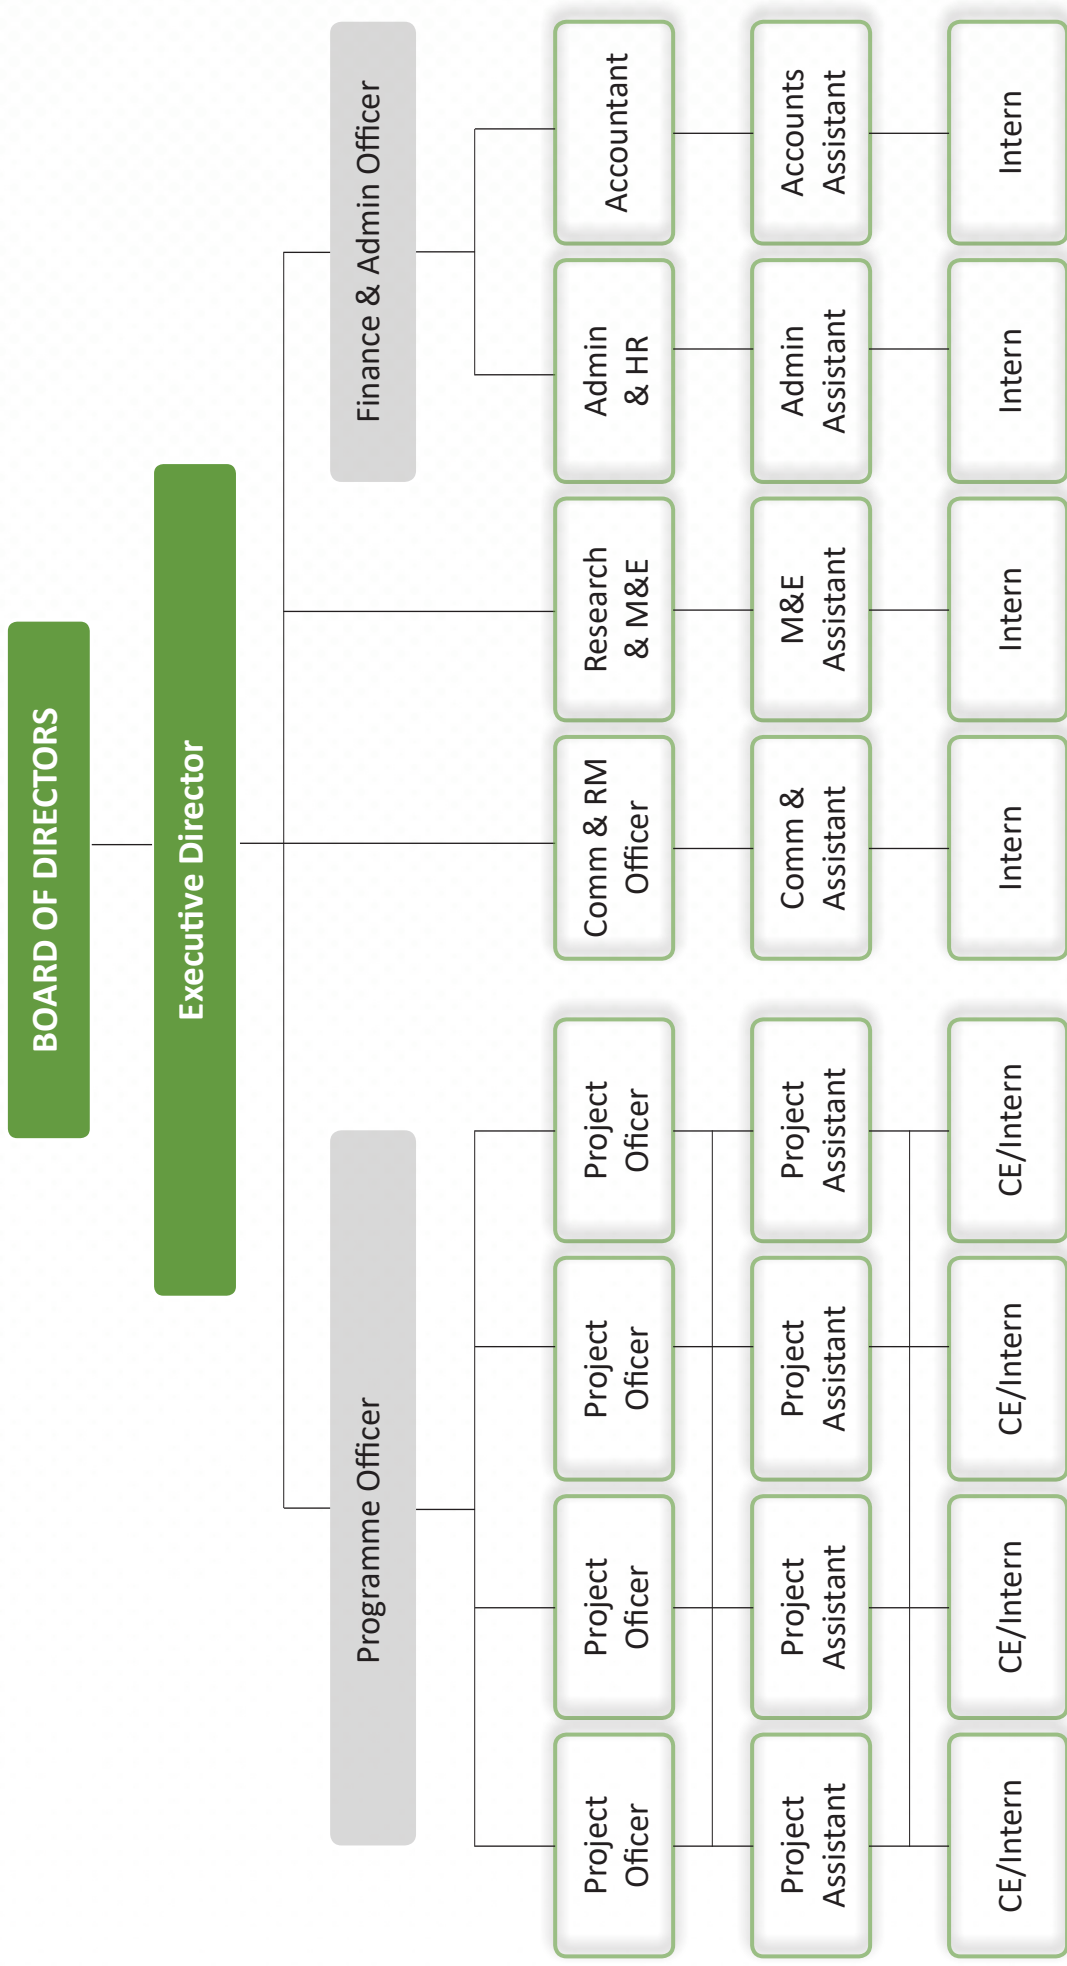 BOARD OF DIRECTORS
Executive Director
Programme Officer
Finance & Admin Officer
Project
Oficer
Project
Oficer
Project
Oficer
Project
Oficer
Comm & RM
Officer
Research
& M&E
Admin
& HR
Accountant
Project
Assistant
Project
Assistant
Project
Assistant
Project
Assistant
Comm &
Assistant
M&E
Assistant
Admin
Assistant
Accounts
Assistant
CE/Intern
CE/Intern
CE/Intern
CE/Intern
Intern
Intern
Intern
Intern